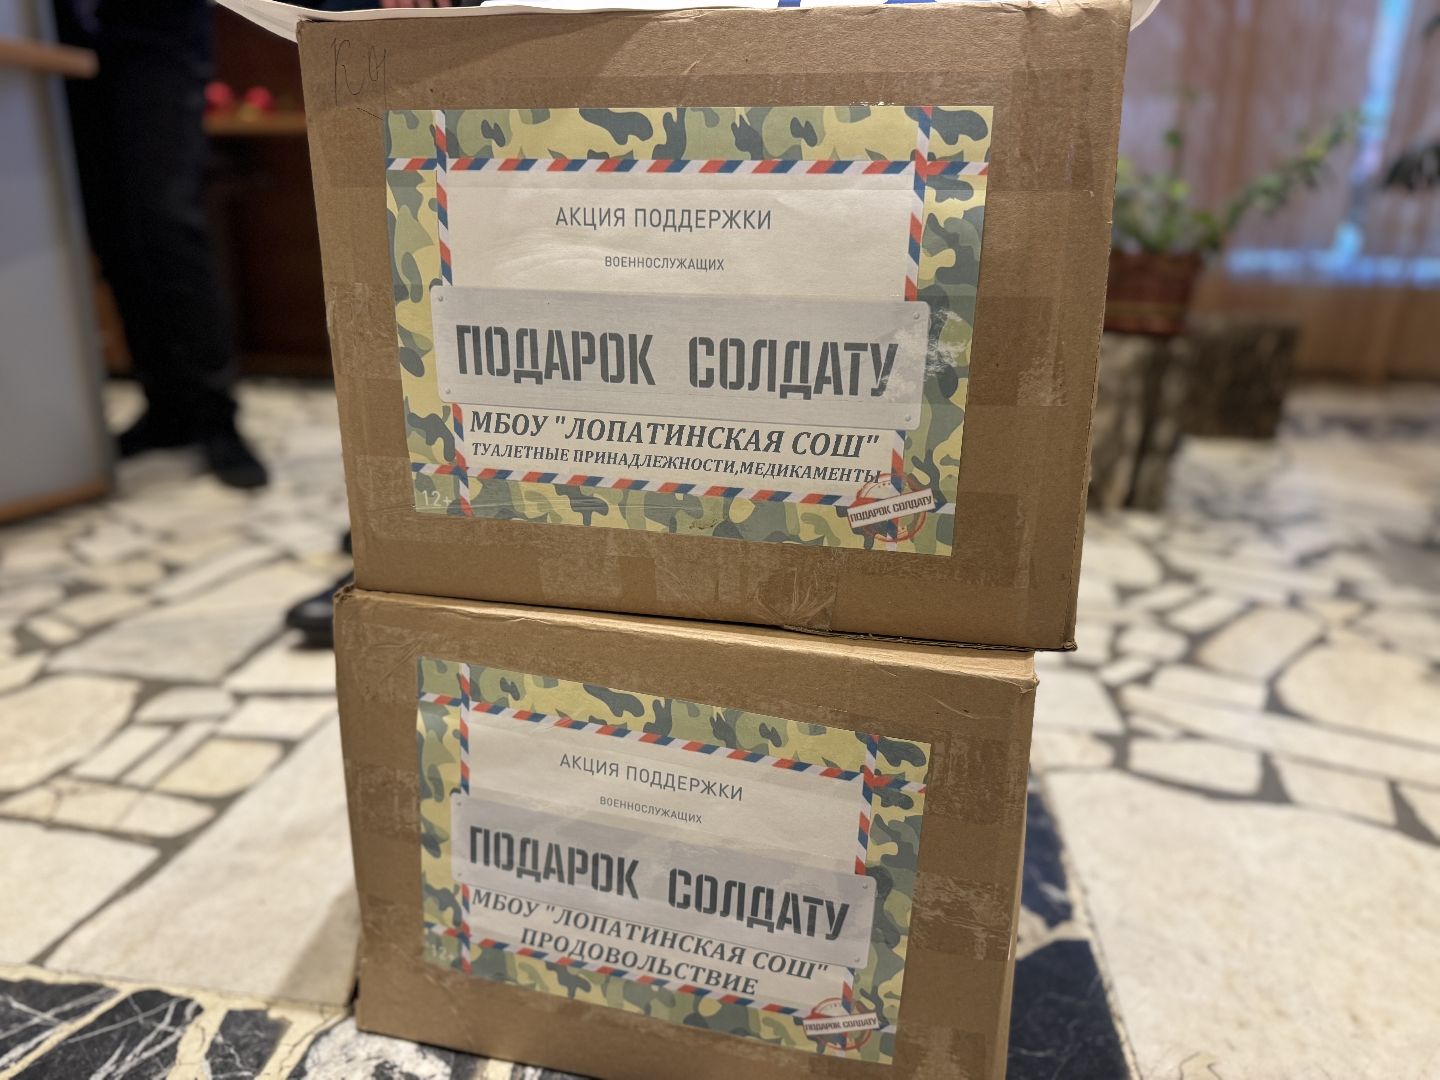 АКЦИЯ ПОДДЕРЖКИ
ВОЕННОСЛУЖАЩИХ
ПОДАРОК СОЛДАТУ
МБОУ "ЛОПАТИНСКАЯ СОШ"
ТУАЛЕТНЫЕ ПРИНАДЛЕЖНОСТИ,МЕДИКАМЕНТЫ
12+
ПОДАРОК СОЛДАТУ
АКЦИЯ ПОДДЕРЖКИ
ВОЕННОСЛУЖАЩИХ
ПОДАРОК СОЛДАТУ
МБОУ "ЛОПАТИНСКАЯ СОШ"
ПРОДОВОЛЬСТВИЕ
12+
ПОДАРОК СОЛДАТУ